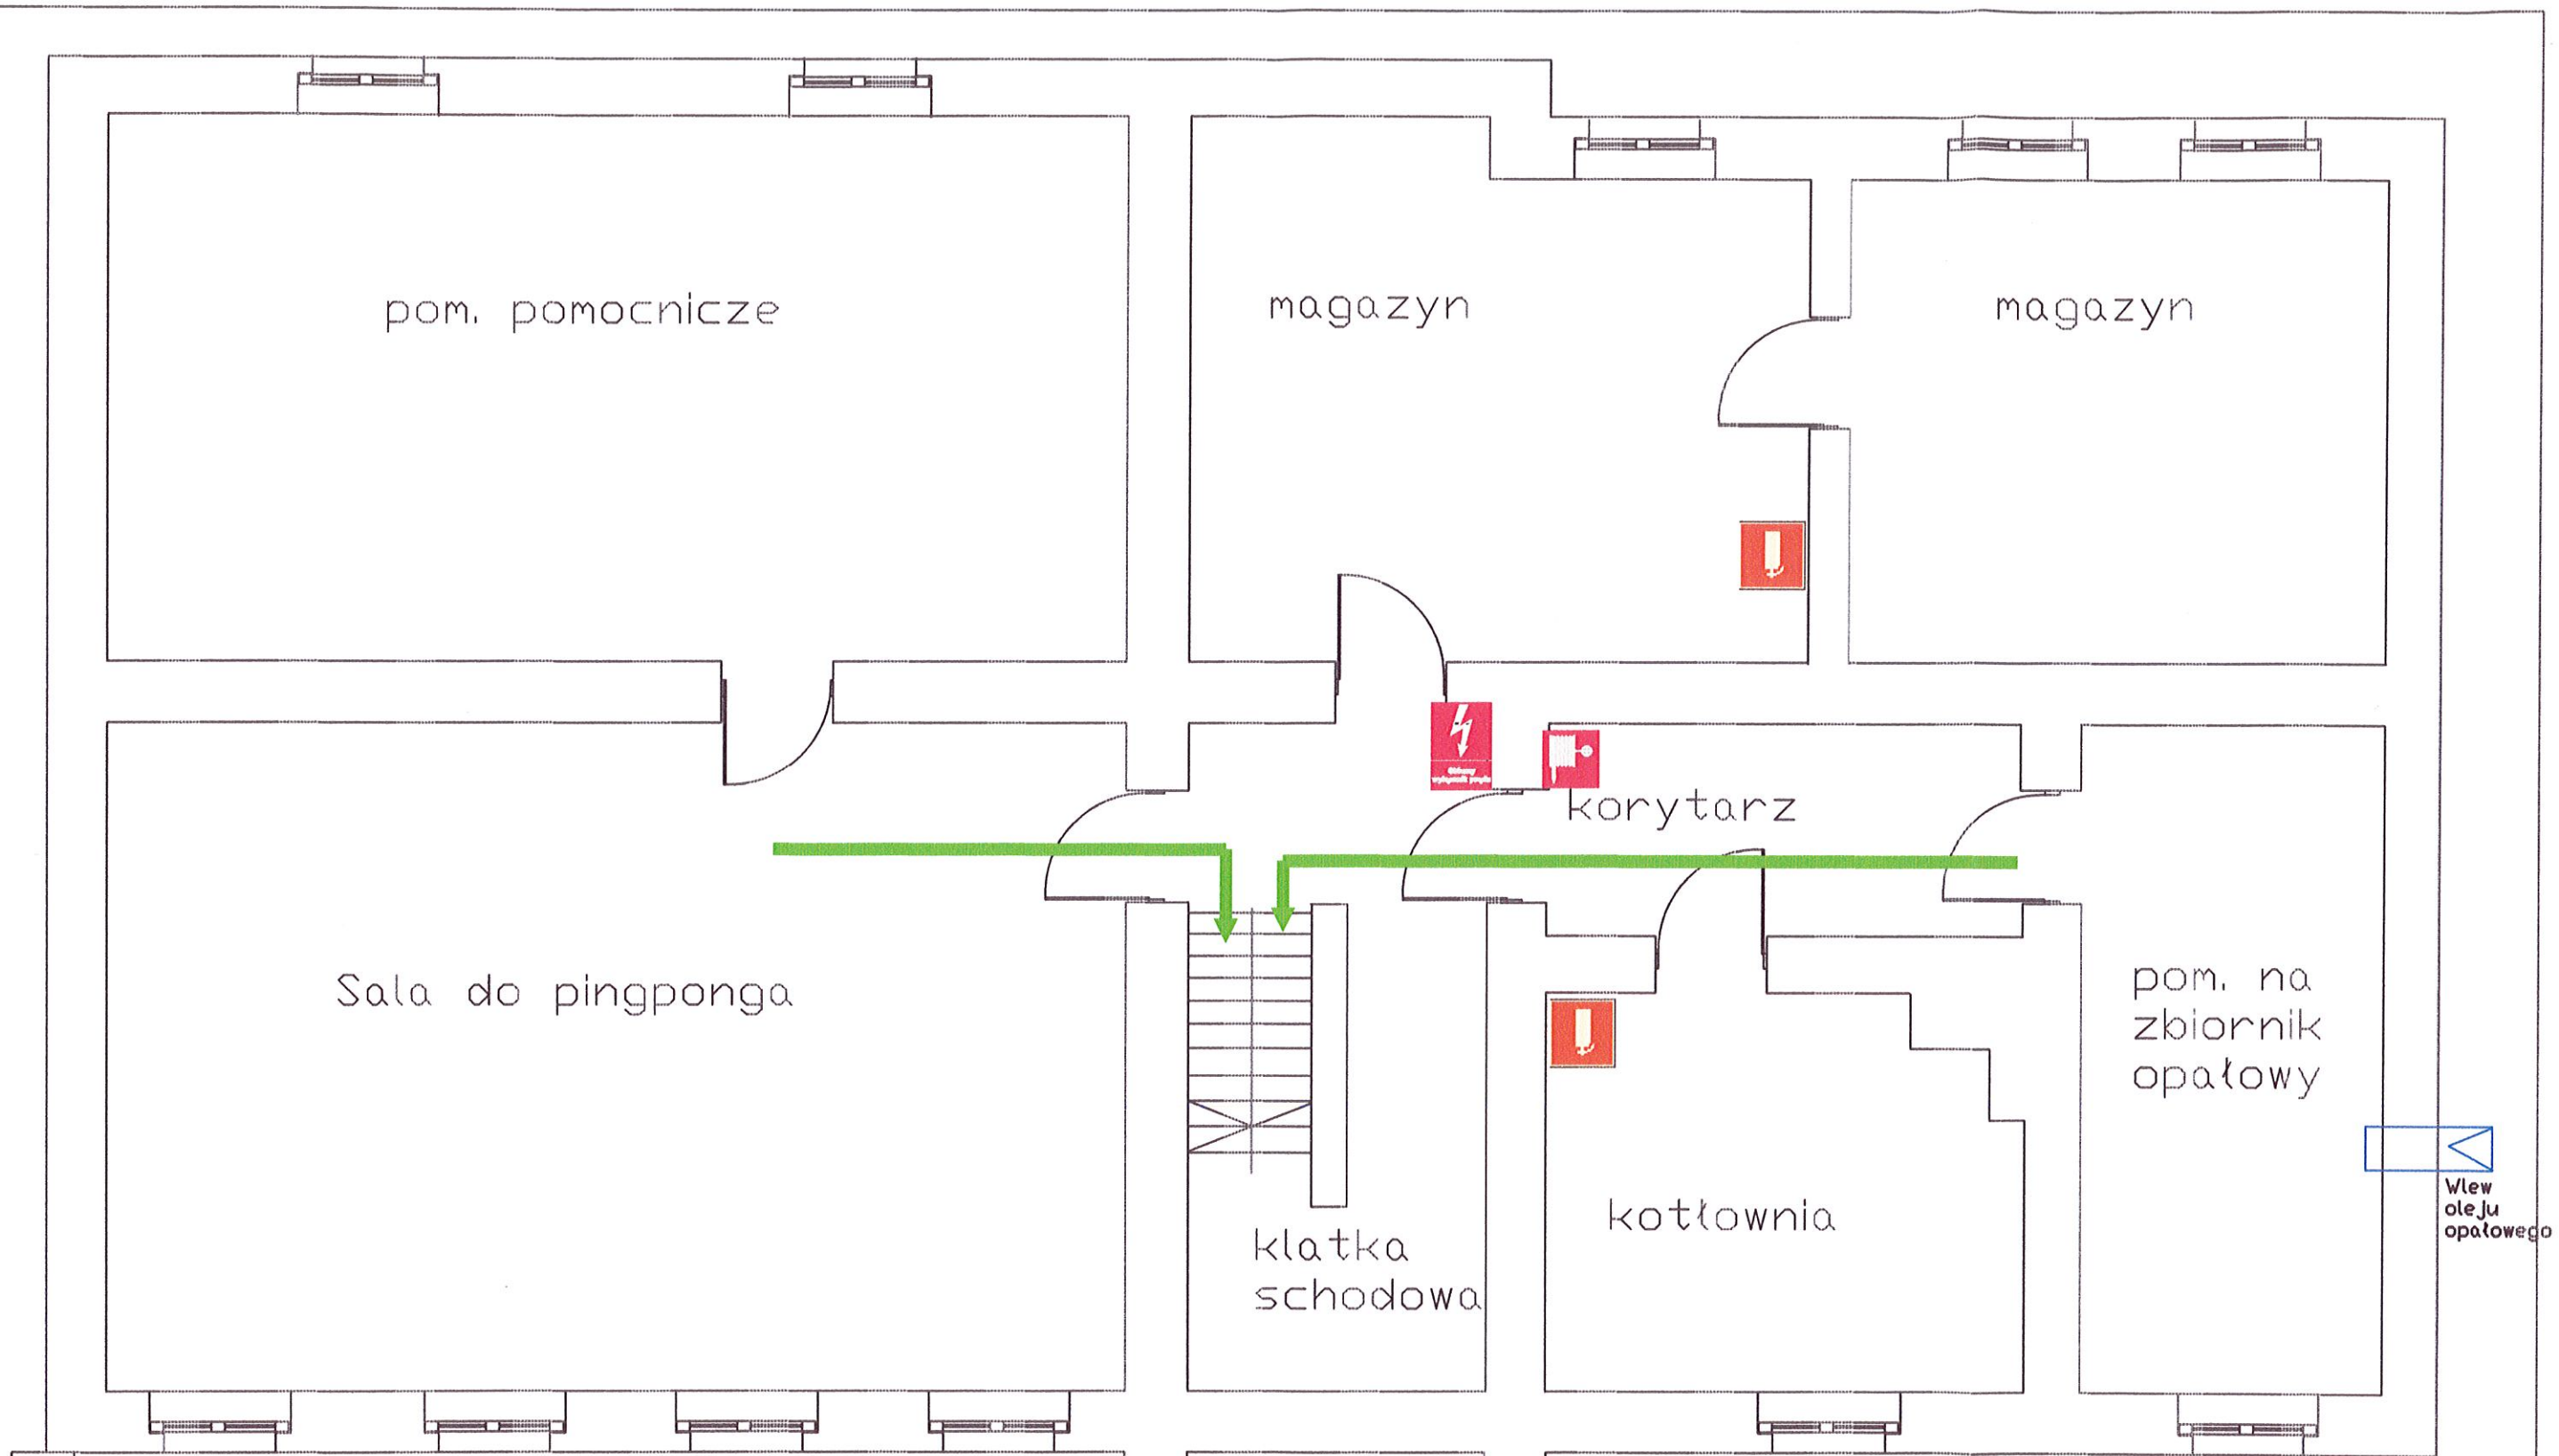 pom. pomocnicze
magazyn
magazyn
korytarz
Sala do pingponga
pom. na
zbiornik
opałowy
Wlew
oleju
opałowego
kotłownia
klatka
schodowa